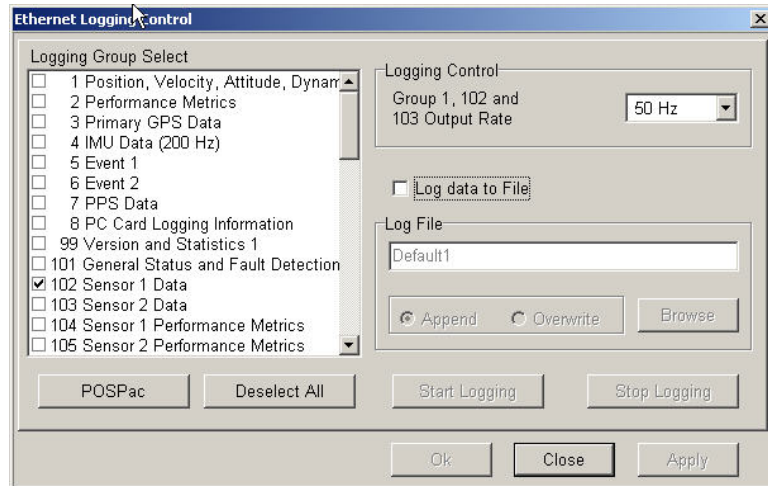 Ethernet Logging Control
Logging Group Select
1 Position, Velocity, Attitude, Dynam
2 Performance Metrics
3 Primary GPS Data
4 IMU Data (200 Hz)
5 Event 1
6 Event 2
7 PPS Data
8 PC Card Logging Information
99 Version and Statistics 1
101 General Status and Fault Detection
102 Sensor 1 Data
103 Sensor 2 Data
104 Sensor 1 Performance Metrics
105 Sensor 2 Performance Metrics
POSPac
Deselect All
Logging Control
Group 1, 102 and
103 Output Rate
50 Hz
Log data to File
Log File
Default1
Append
Overwrite
Browse
Start Logging
Stop Logging
Ok
Close
Apply